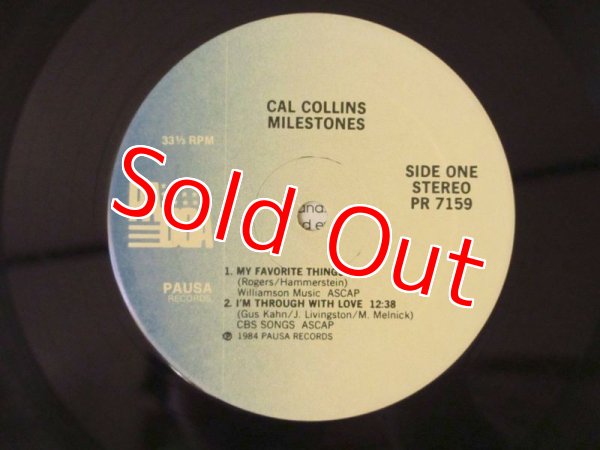 CAL COLLINS
MILESTONES
33⅓ RPM
SIDE ONE
STEREO
PR 7159
Sold Out
PAUSA
RECORDS
1. MY FAVORITE THINGS
(Rogers/Hammerstein)
Williamson Music ASCAP
2. I'M THROUGH WITH LOVE 12:38
(Gus Kahn/J. Livingston/M. Melnick)
CBS SONGS ASCAP
℗ 1984 PAUSA RECORDS